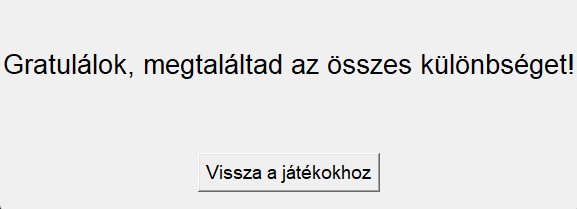 Gratulálok, megtaláltad az összes különbséget!
Vissza a játékokhoz